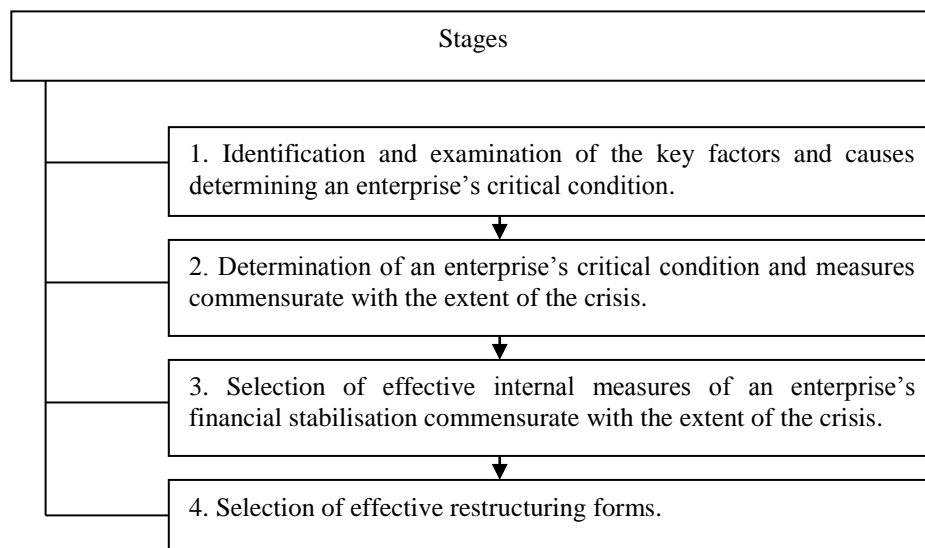 Stages
1. Identification and examination of the key factors and causes
determining an enterprise’s critical condition.
2. Determination of an enterprise’s critical condition and measures
commensurate with the extent of the crisis.
3. Selection of effective internal measures of an enterprise’s
financial stabilisation commensurate with the extent of the crisis.
4. Selection of effective restructuring forms.